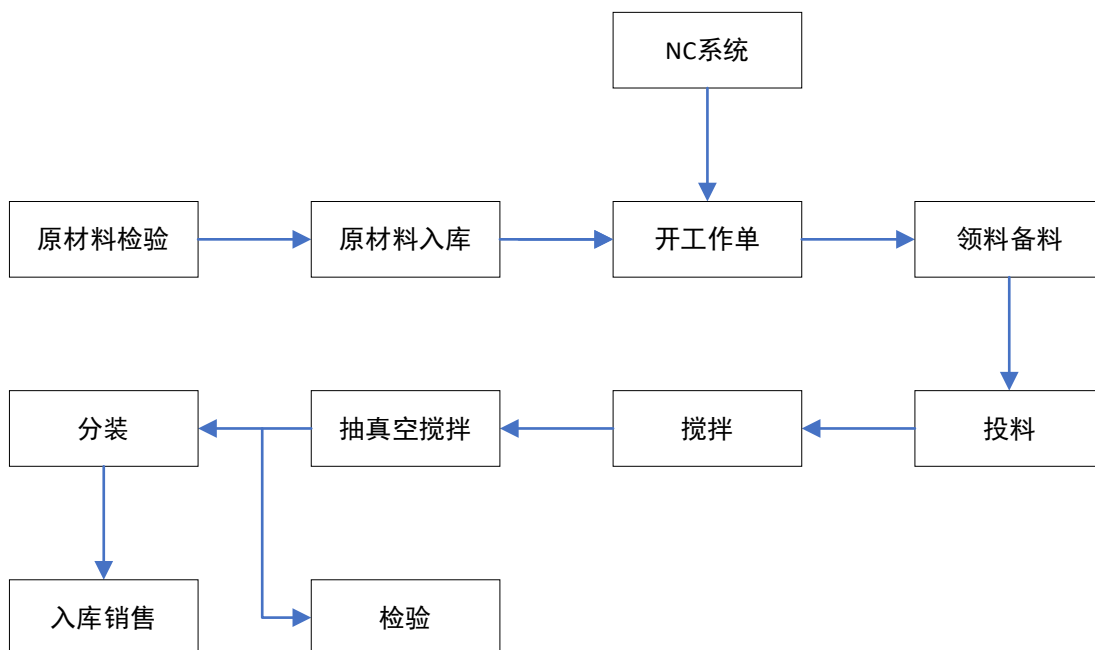 NC系统
原材料检验
原材料入库
开工作单
领料备料
分装
抽真空搅拌
搅拌
投料
入库销售
检验